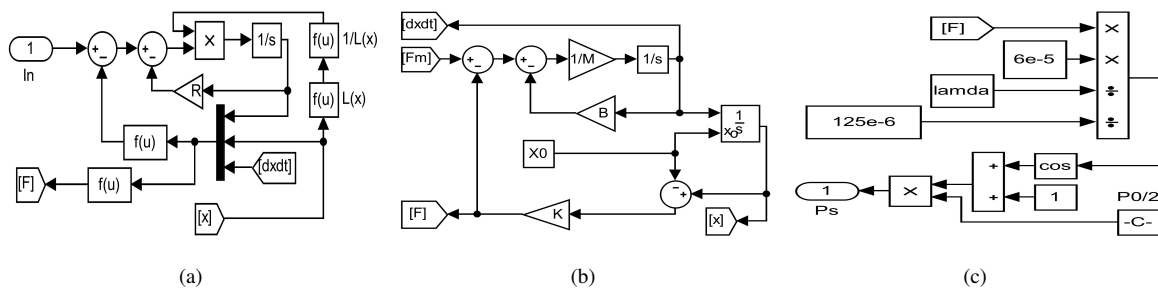 1
In
+
−
+
−
X
1/s
f(u)
1/L(x)
f(u)
L(x)
R
f(u)
[dxdt]
[F]
f(u)
[x]
(a)
[dxdt]
[Fm]
+
−
+
−
1/M
1/s
B
1
s
xo
X0
−
+
[F]
K
[x]
(b)
[F]
6e-5
lamda
125e-6
×
×
÷
÷
cos
1
+
+
X
1
Ps
P0/2
-C-
(c)